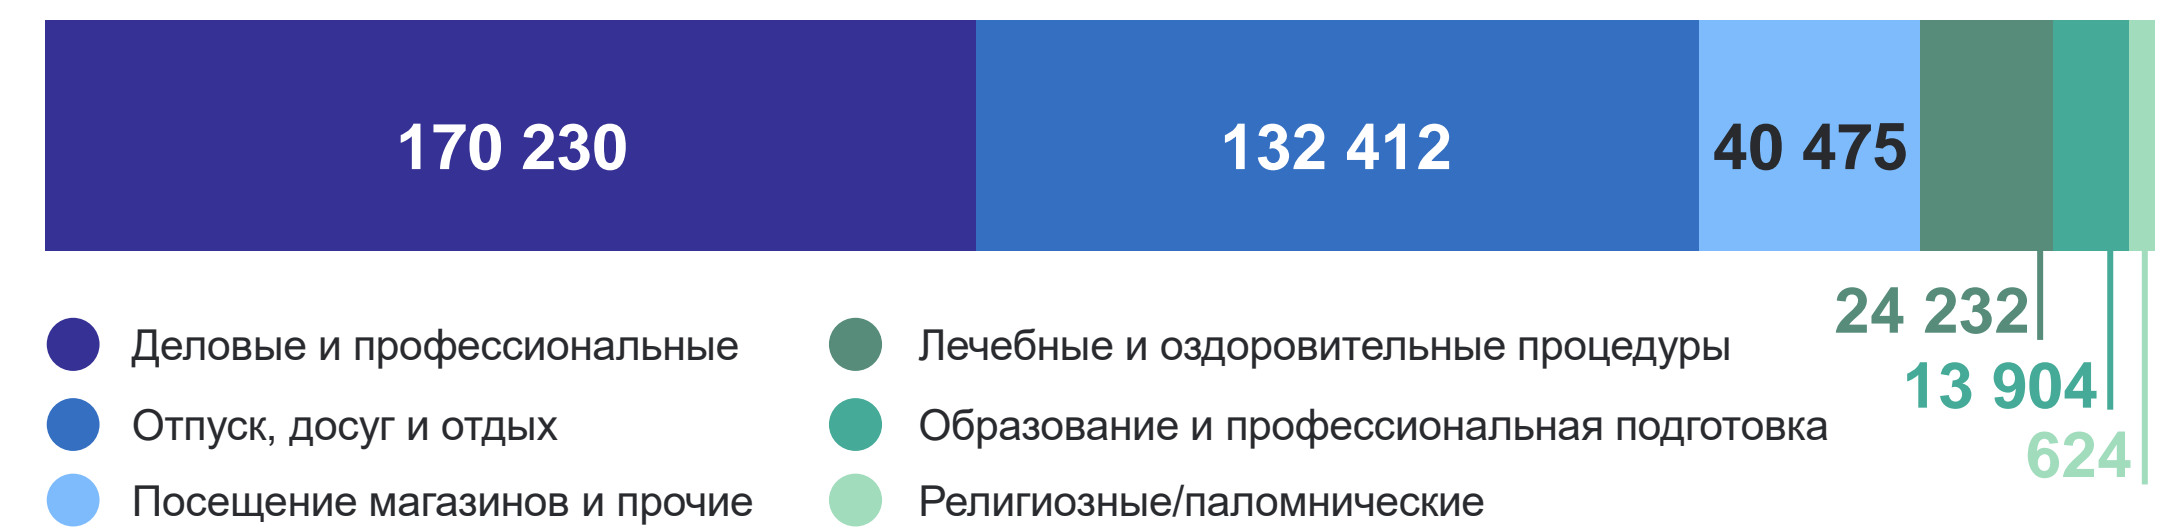 170 230
132 412
40 475
24 232
13 904
624
Деловые и профессиональные
Отпуск, досуг и отдых
Посещение магазинов и прочие
Лечебные и оздоровительные процедуры
Образование и профессиональная подготовка
Религиозные/паломнические